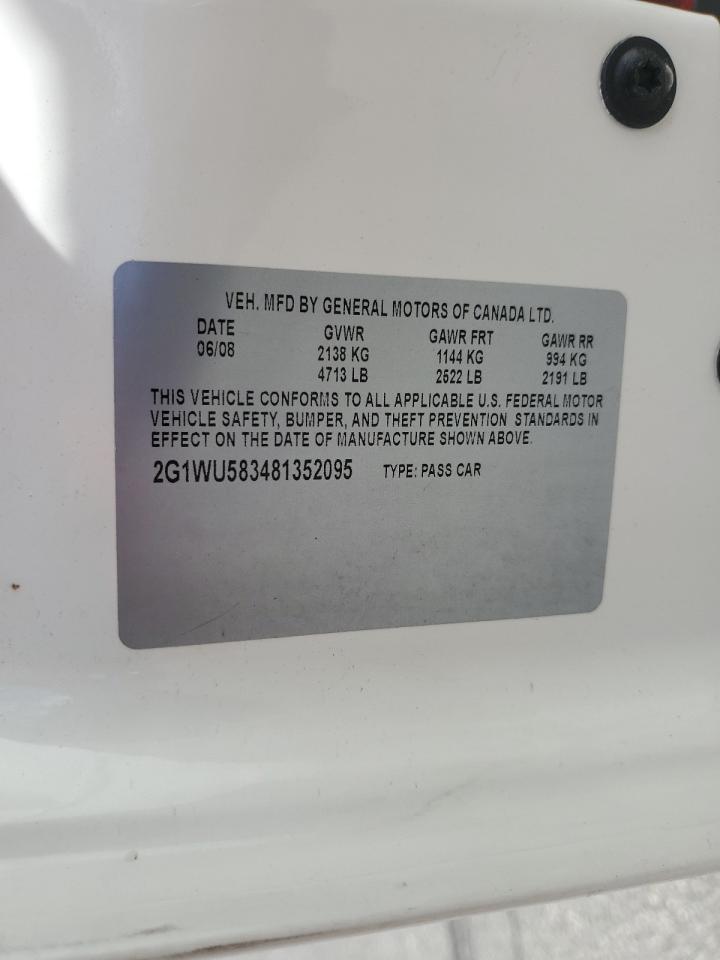 VEH. MFD BY GENERAL MOTORS OF CANADA LTD.
DATE GVWR GAWR FRT GAWR RR
06/08 2138 KG 1144 KG 994 KG
4713 LB 2522 LB 2191 LB
THIS VEHICLE CONFORMS TO ALL APPLICABLE U.S. FEDERAL MOTOR
VEHICLE SAFETY, BUMPER, AND THEFT PREVENTION STANDARDS IN
EFFECT ON THE DATE OF MANUFACTURE SHOWN ABOVE.
2G1WU583481352095 TYPE: PASS CAR